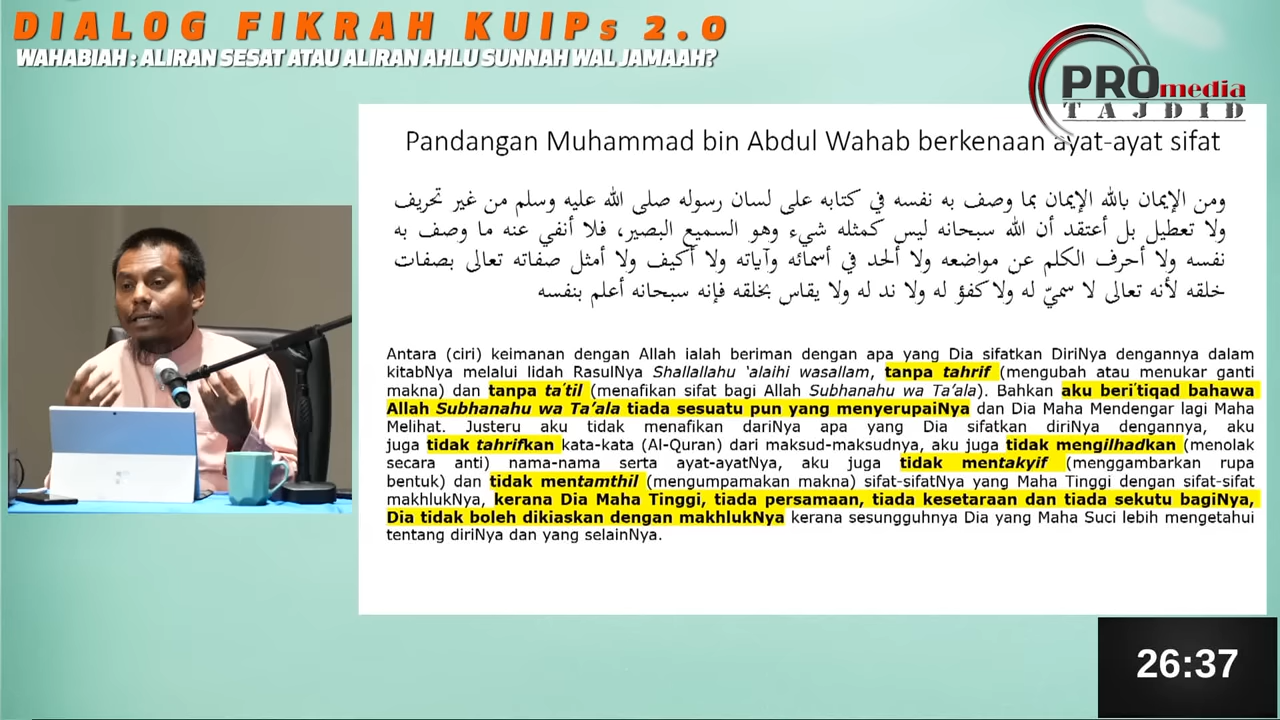 DIALOG FIKRAH KUIPs 2.0
WAHABIAH : ALIRAN SESAT ATAU ALIRAN AHLU SUNNAH WAL JAMAAH?
PROmedia
TAJDID
Pandangan Muhammad bin Abdul Wahab berkenaan ayat-ayat sifat
ومن الإيمان بالله الإيمان بما وصف به نفسه في كتابه على لسان رسوله صلى الله عليه وسلم من غير تحريف
ولا تعطيل بل أعتقد أن الله سبحانه ليس كمثله شيء وهو السميع البصير، فلا أنفي عنه ما وصف به
نفسه ولا أحرف الكلم عن مواضعه ولا ألحد في أسمائه وآياته ولا أكيف ولا أمثل صفاته تعالى بصفات
خلقه لأنه تعالى لا سميّ له ولا كفؤ له ولا ند له ولا يقاس بخلقه فإنه سبحانه أعلم بنفسه
Antara (ciri) keimanan dengan Allah ialah beriman dengan apa yang Dia sifatkan DiriNya dengannya dalam
kitabNya melalui lidah RasulNya Shallallahu 'alaihi wasallam, tanpa tahrif (mengubah atau menukar ganti
makna) dan tanpa ta'til (menafikan sifat bagi Allah Subhanahu wa Ta'ala). Bahkan aku beri'tiqad bahawa
Allah Subhanahu wa Ta'ala tiada sesuatu pun yang menyerupaiNya dan Dia Maha Mendengar lagi Maha
Melihat. Justeru aku tidak menafikan dariNya apa yang Dia sifatkan diriNya dengannya, aku
juga tidak tahrifkan kata-kata (Al-Quran) dari maksud-maksudnya, aku juga tidak mengilhadkan (menolak
secara anti) nama-nama serta ayat-ayatNya, aku juga tidak mentakyif (menggambarkan rupa
bentuk) dan tidak mentamthil (mengumpamakan makna) sifat-sifatNya yang Maha Tinggi dengan sifat-sifat
makhlukNya, kerana Dia Maha Tinggi, tiada persamaan, tiada kesetaraan dan tiada sekutu bagiNya,
Dia tidak boleh dikiaskan dengan makhlukNya kerana sesungguhnya Dia yang Maha Suci lebih mengetahui
tentang diriNya dan yang selainNya.
26:37